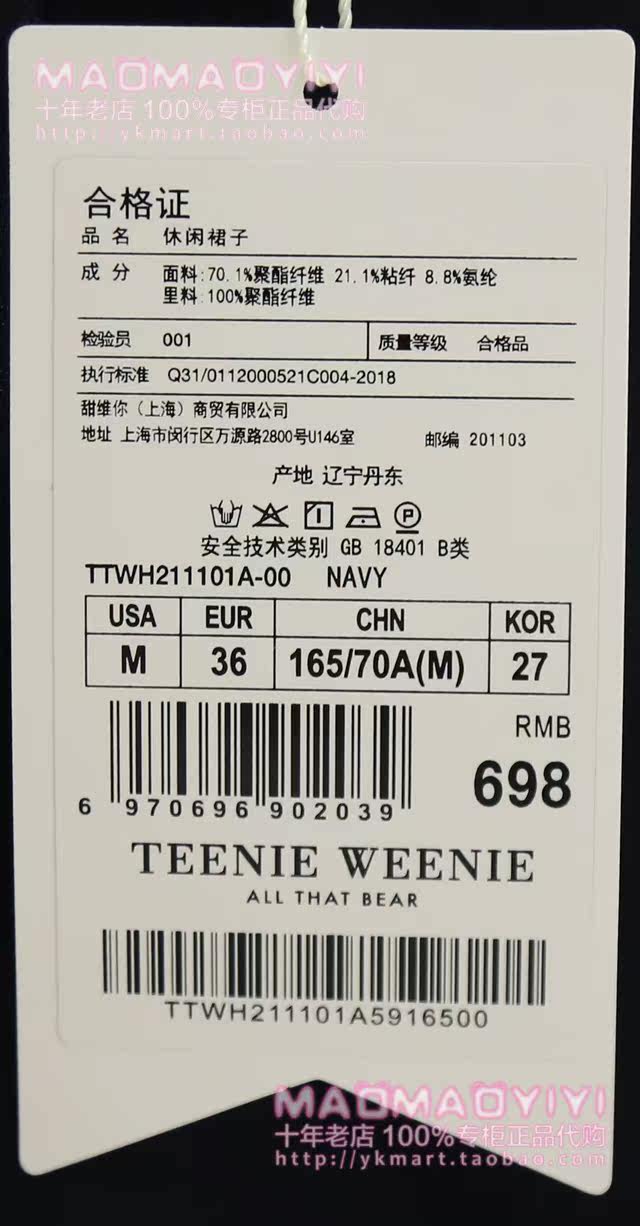 MAOMAOYIYI
十年老店 100%专柜正品代购
http://ykmart.taobao.com
合格证
品 名 休闲裙子
成 分 面料:70.1%聚酯纤维 21.1%粘纤 8.8%氨纶
里料:100%聚酯纤维
检验员 001 质量等级 合格品
执行标准 Q31/0112000521C004-2018
甜维你（上海）商贸有限公司
地址 上海市闵行区万源路2800号U146室 邮编 201103
产地 辽宁丹东
P
安全技术类别 GB 18401 B类
TTWH211101A-00 NAVY
USA EUR CHN KOR
M 36 165/70A(M) 27
RMB
698
6 970696 902039
TEENIE WEENIE
ALL THAT BEAR
TTWH211101A5916500
MAOMAOYIYI
十年老店 100%专柜正品代购
http://ykmart.taobao.com